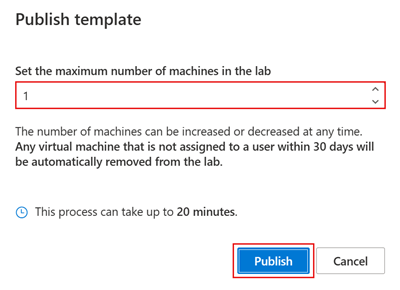 Publish template
Set the maximum number of machines in the lab
1
The number of machines can be increased or decreased at any time.
Any virtual machine that is not assigned to a user within 30 days will
be automatically removed from the lab.
This process can take up to 20 minutes.
Publish
Cancel